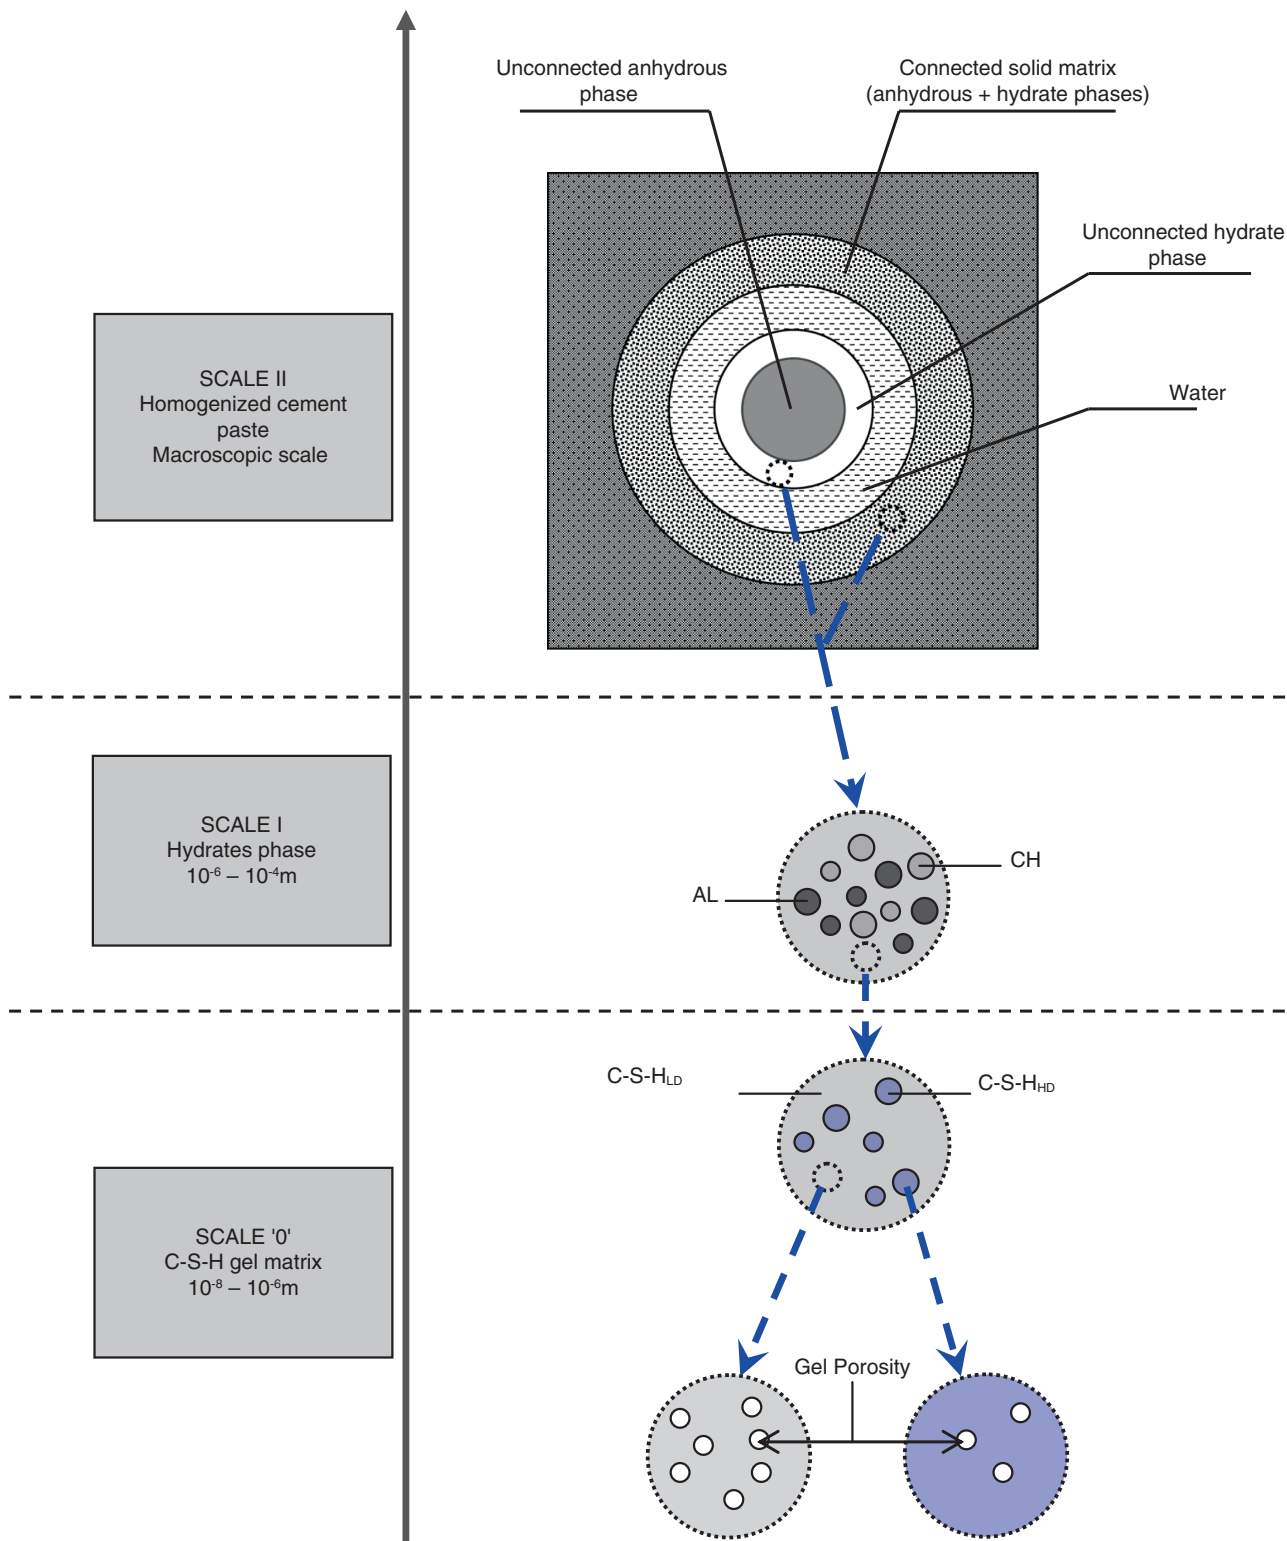 Unconnected anhydrous
phase
Connected solid matrix
(anhydrous + hydrate phases)
Unconnected hydrate
phase
Water
SCALE II
Homogenized cement
paste
Macroscopic scale
SCALE I
Hydrates phase
10⁻⁶ – 10⁻⁴m
CH
AL
C-S-H_LD
C-S-H_HD
SCALE '0'
C-S-H gel matrix
10⁻⁸ – 10⁻⁶m
Gel Porosity